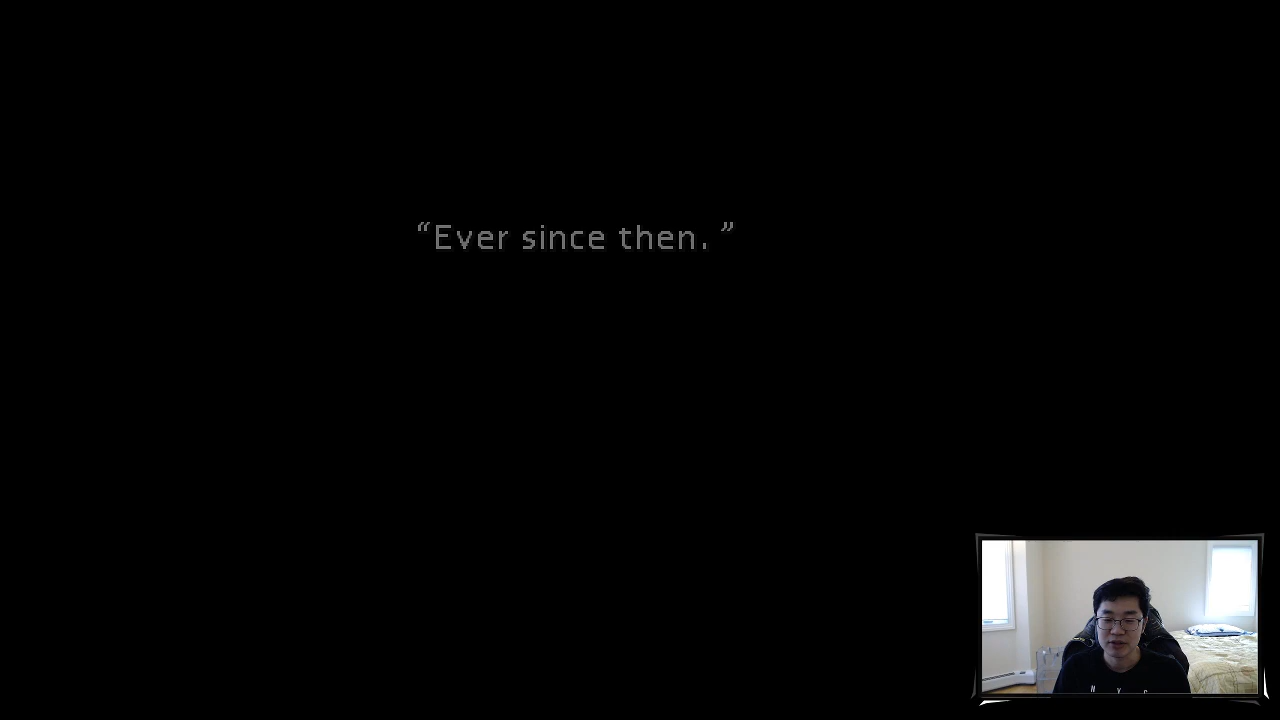 “Ever since then. ”
N Y C